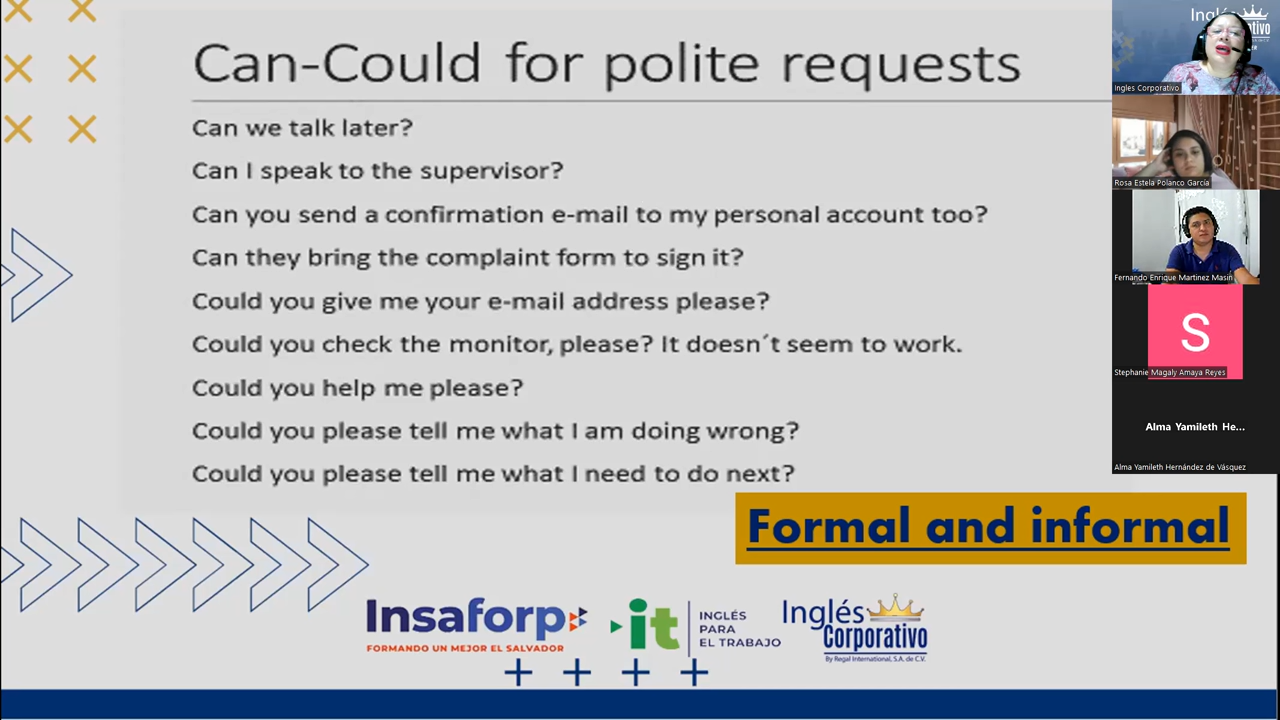 Can-Could for polite requests
Can we talk later?
Can I speak to the supervisor?
Can you send a confirmation e-mail to my personal account too?
Can they bring the complaint form to sign it?
Could you give me your e-mail address please?
Could you check the monitor, please? It doesn´t seem to work.
Could you help me please?
Could you please tell me what I am doing wrong?
Could you please tell me what I need to do next?
Formal and informal
Insaforp
FORMANDO UN MEJOR EL SALVADOR
it
INGLÉS
PARA
EL TRABAJO
Inglés
Corporativo
By Regal International, S.A. de C.V.
Ingles Corporativo
Rosa Estela Polanco Garcia
Fernando Enrique Martinez Masin
S
Stephanie Magaly Amaya Reyes
Alma Yamileth He...
Alma Yamileth Hernández de Vásquez